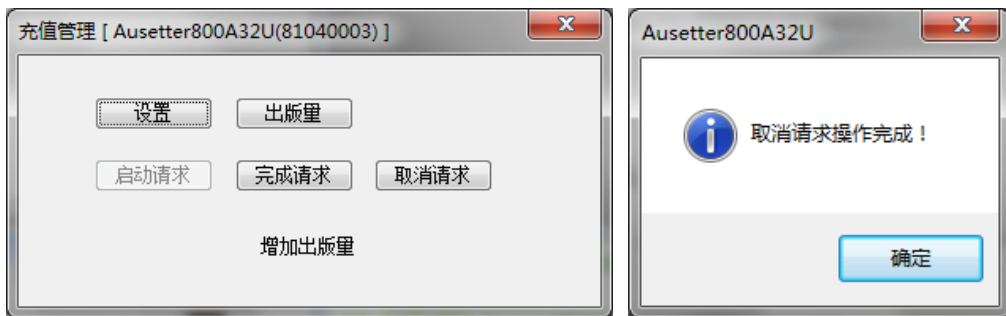 充值管理 [ Ausetter800A32U(81040003) ]
设置 出版量
启动请求 完成请求 取消请求
增加出版量
Ausetter800A32U
取消请求操作完成！
确定